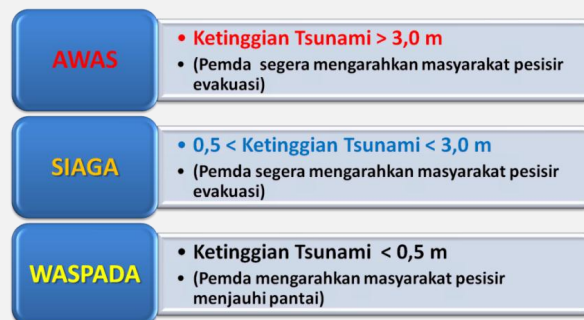 AWAS
• Ketinggian Tsunami > 3,0 m
• (Pemda segera mengarahkan masyarakat pesisir
evakuasi)
SIAGA
• 0,5 < Ketinggian Tsunami < 3,0 m
• (Pemda segera mengarahkan masyarakat pesisir
evakuasi)
WASPADA
• Ketinggian Tsunami < 0,5 m
• (Pemda mengarahkan masyarakat pesisir
menjauhi pantai)